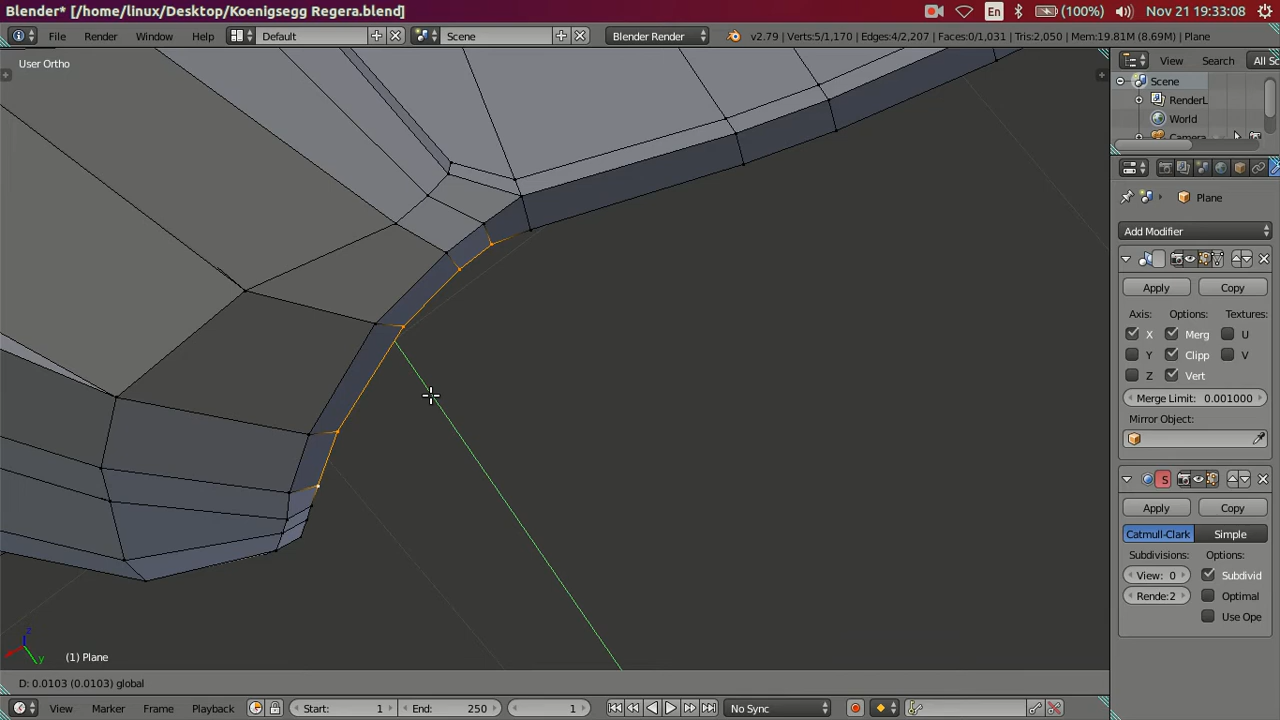 Blender* [/home/linux/Desktop/Koenigsegg Regera.blend]
En (100%) Nov 21 19:33:08
File Render Window Help Default Scene Blender Render v2.79 | Verts:5/1,170 | Edges:4/2,207 | Faces:0/1,031 | Tris:2,050 | Mem:19.81M (8.69M) | Plane
User Ortho
View Search All Sc
Scene
RenderL
World
Camera
Plane
Add Modifier
Apply Copy
Axis: Options: Textures:
X Merg U
Y Clipp V
Z Vert
Merge Limit: 0.001000
Mirror Object:
S
Apply Copy
Catmull-Clark Simple
Subdivisions: Options:
View: 0 Subdivid
Rende:2 Optimal
Use Ope
z
y
(1) Plane
D: 0.0103 (0.0103) global
View Marker Frame Playback Start: 1 End: 250 1 No Sync